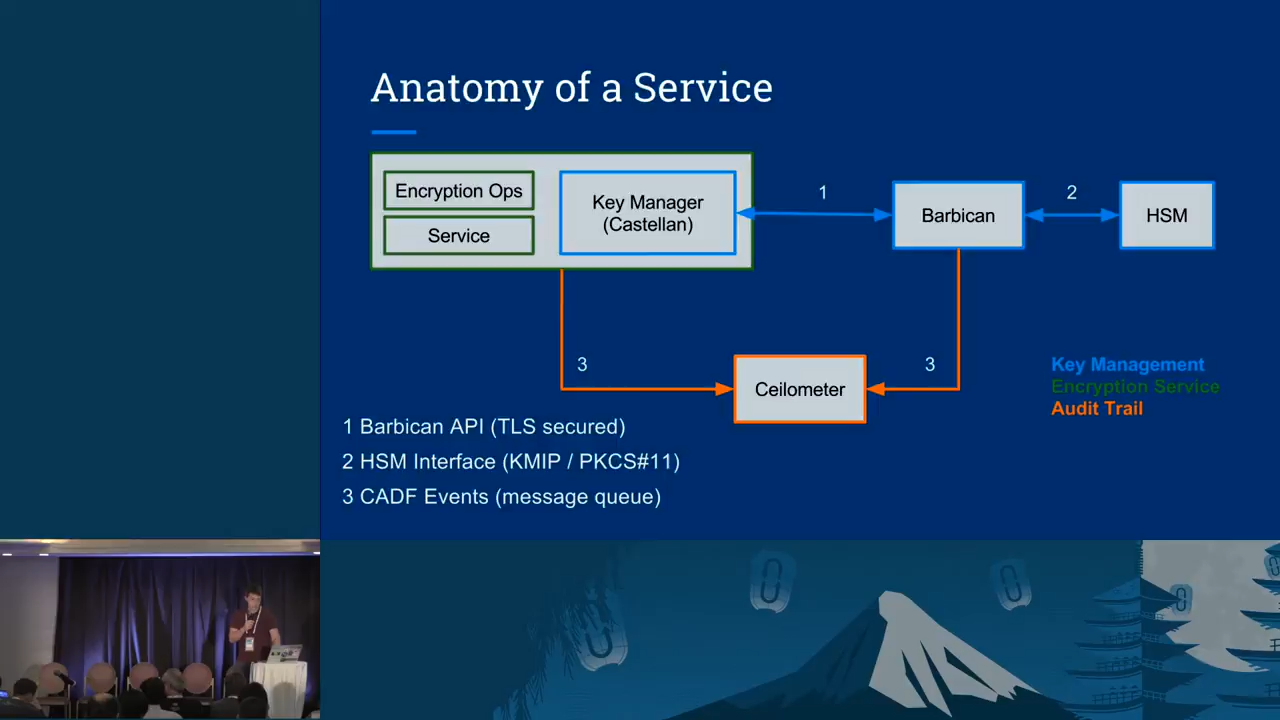 Anatomy of a Service
Encryption Ops
Service
Key Manager
(Castellan)
1
Barbican
2
HSM
3
Ceilometer
3
Key Management
Encryption Service
Audit Trail
1 Barbican API (TLS secured)
2 HSM Interface (KMIP / PKCS#11)
3 CADF Events (message queue)